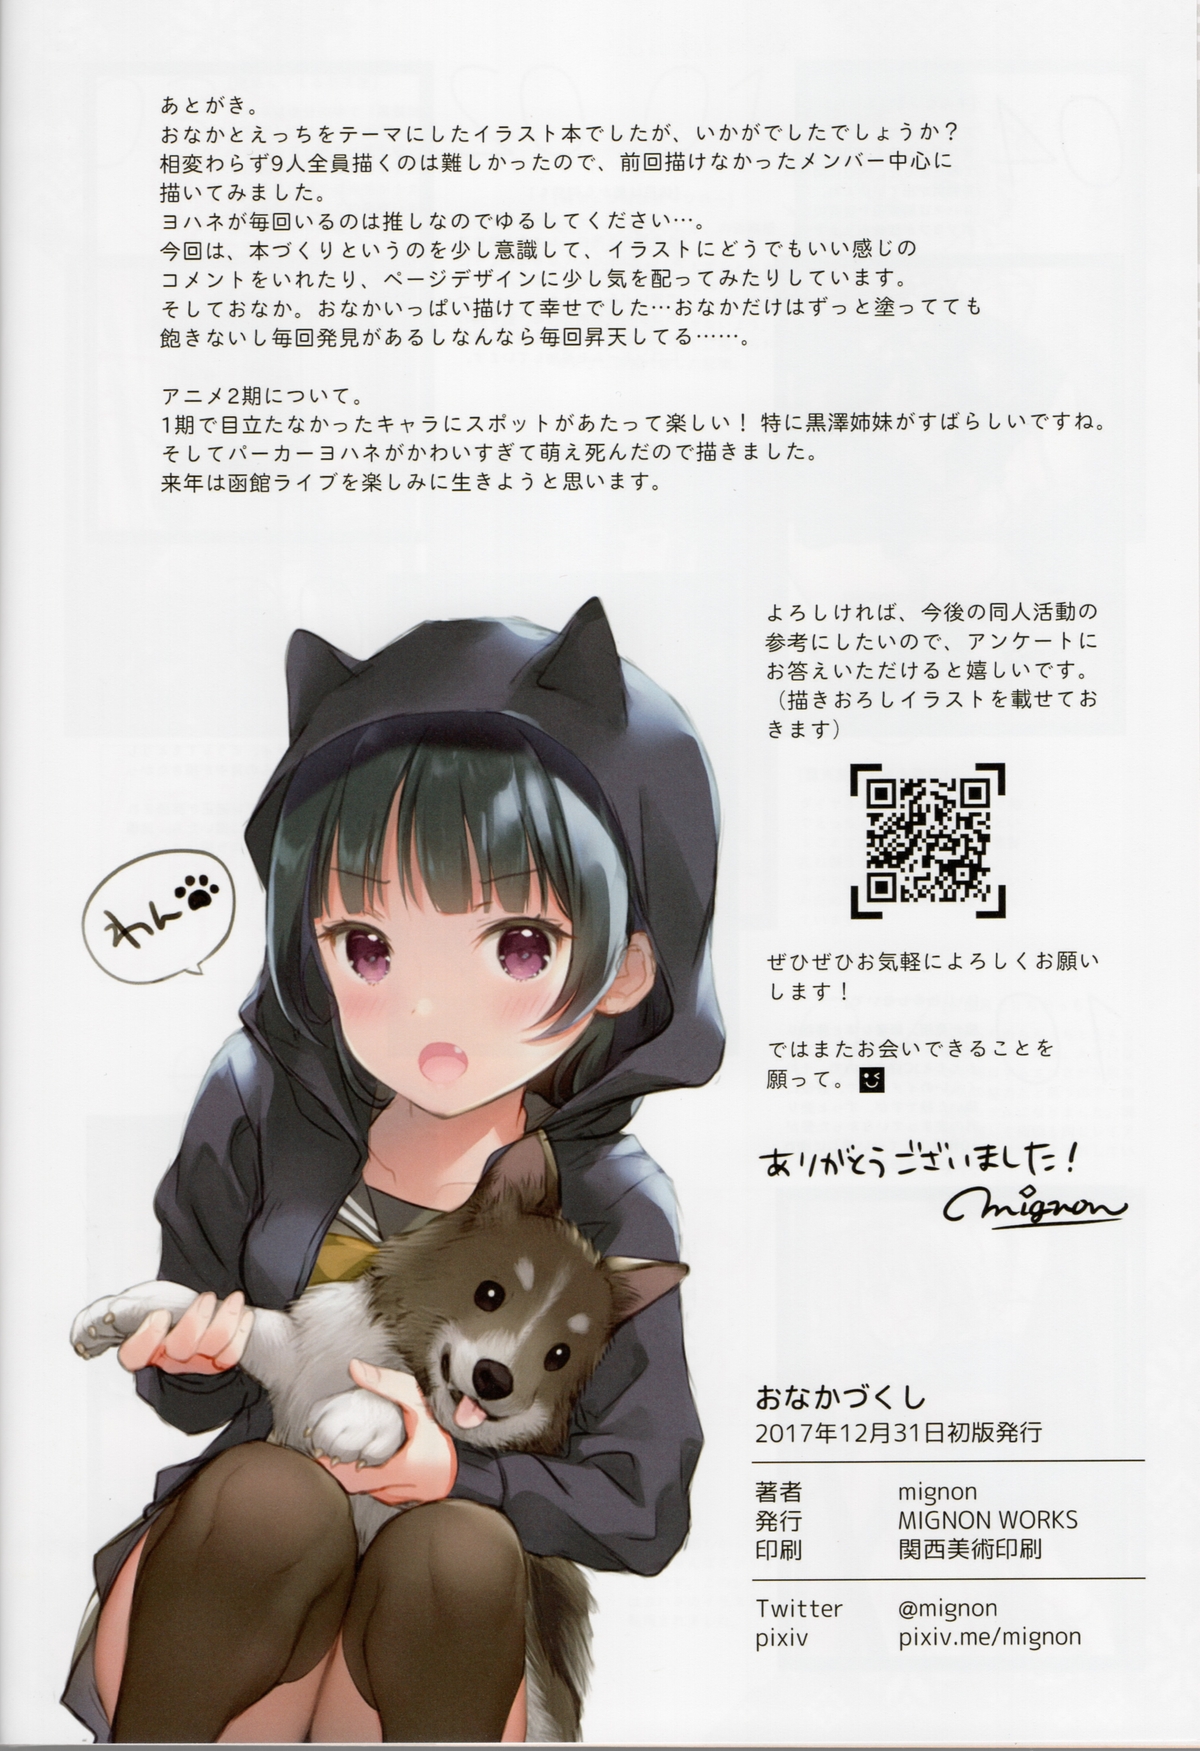 あとがき。
おなかとえっちをテーマにしたイラスト本でしたが、いかがでしたでしょうか？
相変わらず9人全員描くのは難しかったので、前回描けなかったメンバー中心に
描いてみました。
ヨハネが毎回いるのは推しなのでゆるしてください…。
今回は、本づくりというのを少し意識して、イラストにどうでもいい感じの
コメントをいれたり、ページデザインに少し気を配ってみたりしています。
そしておなか。おなかいっぱい描けて幸せでした…おなかだけはずっと塗ってても
飽きないし毎回発見があるしなんなら毎回昇天してる……。
アニメ2期について。
1期で目立たなかったキャラにスポットがあたって楽しい！ 特に黒澤姉妹がすばらしいですね。
そしてパーカーヨハネがかわいすぎて萌え死んだので描きました。
来年は函館ライブを楽しみに生きようと思います。
よろしければ、今後の同人活動の
参考にしたいので、アンケートに
お答えいただけると嬉しいです。
（描きおろしイラストを載せてお
きます）
わん
ぜひぜひお気軽によろしくお願い
します！
ではまたお会いできることを
願って。
ありがとうございました！
mignon
おなかづくし
2017年12月31日初版発行
著者 mignon
発行 MIGNON WORKS
印刷 関西美術印刷
Twitter @mignon
pixiv pixiv.me/mignon